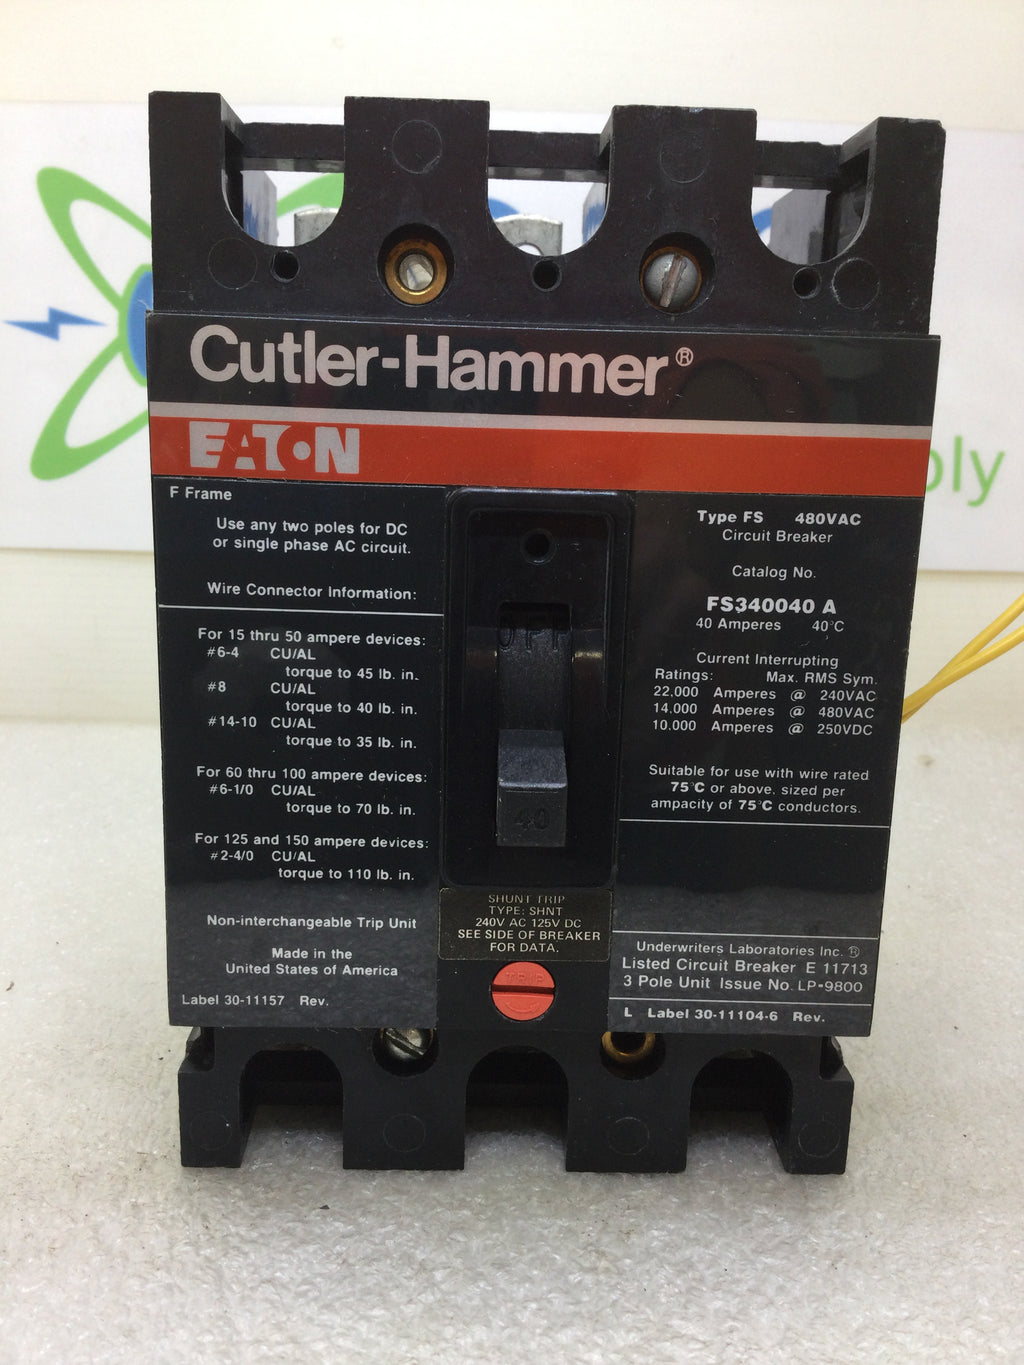 Cutler-Hammer®
EATON
ply
F Frame
Use any two poles for DC
or single phase AC circuit.
Wire Connector Information:
For 15 thru 50 ampere devices:
#6-4 CU/AL
torque to 45 lb. in.
#8 CU/AL
torque to 40 lb. in.
#14-10 CU/AL
torque to 35 lb. in.
For 60 thru 100 ampere devices:
#6-1/0 CU/AL
torque to 70 lb. in.
For 125 and 150 ampere devices:
#2-4/0 CU/AL
torque to 110 lb. in.
Non-interchangeable Trip Unit
Made in the
United States of America
Label 30-11157 Rev.
OFF
40
SHUNT TRIP
TYPE: SHNT
240V AC 125V DC
SEE SIDE OF BREAKER
FOR DATA.
TRIP
Type FS 480VAC
Circuit Breaker
Catalog No.
FS340040 A
40 Amperes 40°C
Current Interrupting
Ratings: Max. RMS Sym.
22,000 Amperes @ 240VAC
14,000 Amperes @ 480VAC
10,000 Amperes @ 250VDC
Suitable for use with wire rated
75°C or above, sized per
ampacity of 75°C conductors.
Underwriters Laboratories Inc. ®
Listed Circuit Breaker E 11713
3 Pole Unit Issue No. LP-9800
L Label 30-11104-6 Rev.